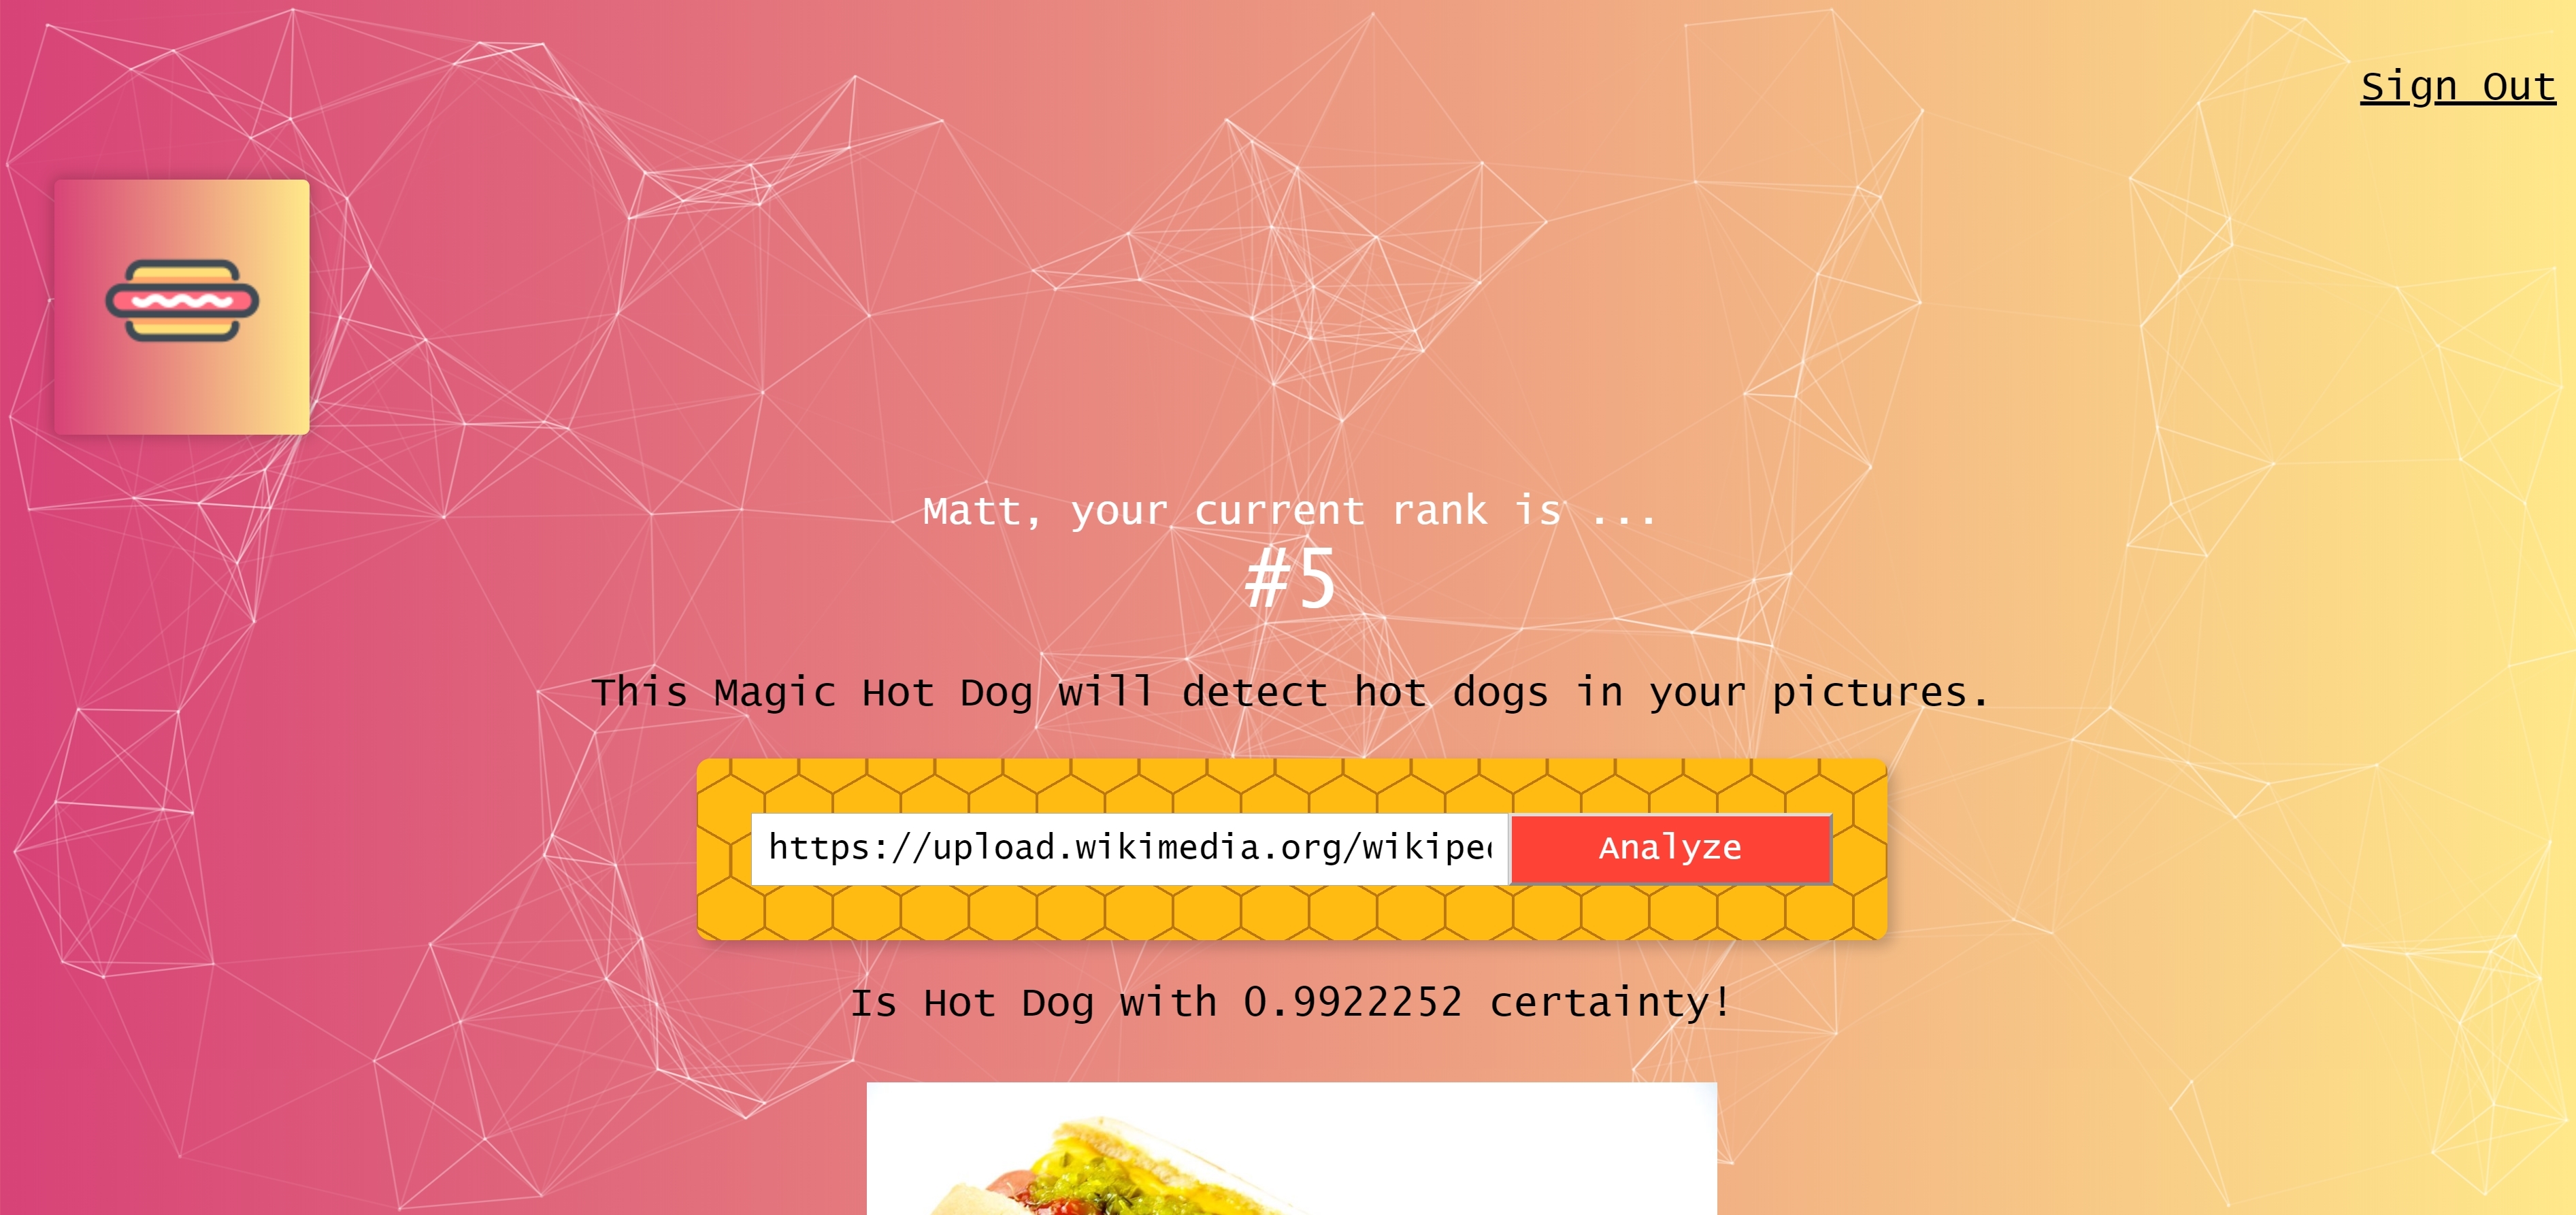 Sign Out
Matt, your current rank is ...
#5
This Magic Hot Dog will detect hot dogs in your pictures.
https://upload.wikimedia.org/wikipe
Analyze
Is Hot Dog with 0.9922252 certainty!